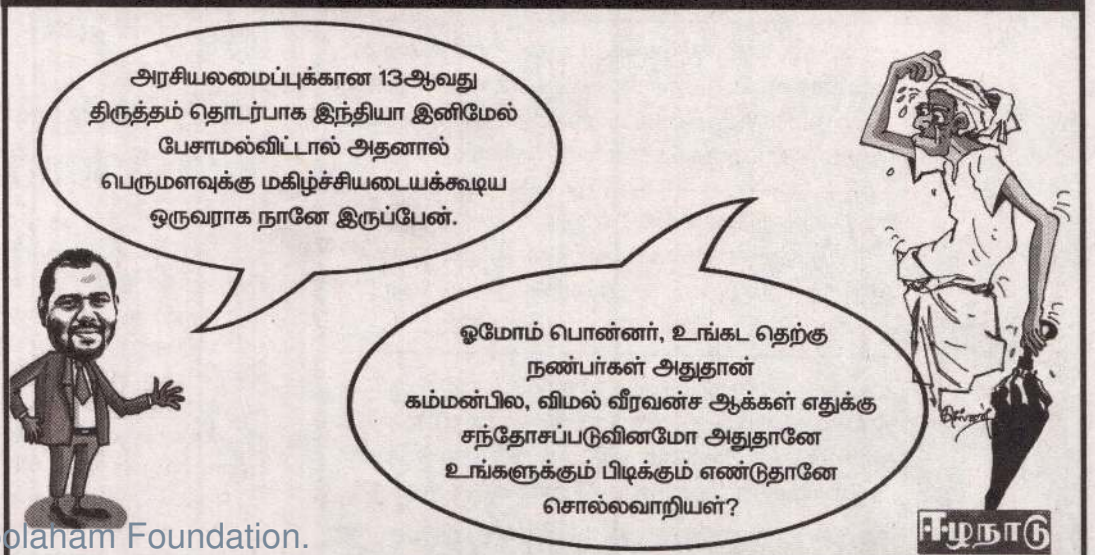 அரசியலமைப்புக்கான 13ஆவது
திருத்தம் தொடர்பாக இந்தியா இனிமேல்
பேசாமல்விட்டால் அதனால்
பெருமளவுக்கு மகிழ்ச்சியடையக்கூடிய
ஒருவராக நானே இருப்பேன்.
ஓமோம் பொன்னர், உங்கட தெற்கு
நண்பர்கள் அதுதான்
கம்மன்பில, விமல் வீரவன்ச ஆக்கள் எதுக்கு
சந்தோசப்படுவினமோ அதுதானே
உங்களுக்கும் பிடிக்கும் எண்டுதானே
சொல்லவாறியள்?
ஈழநாடு
olaham Foundation.